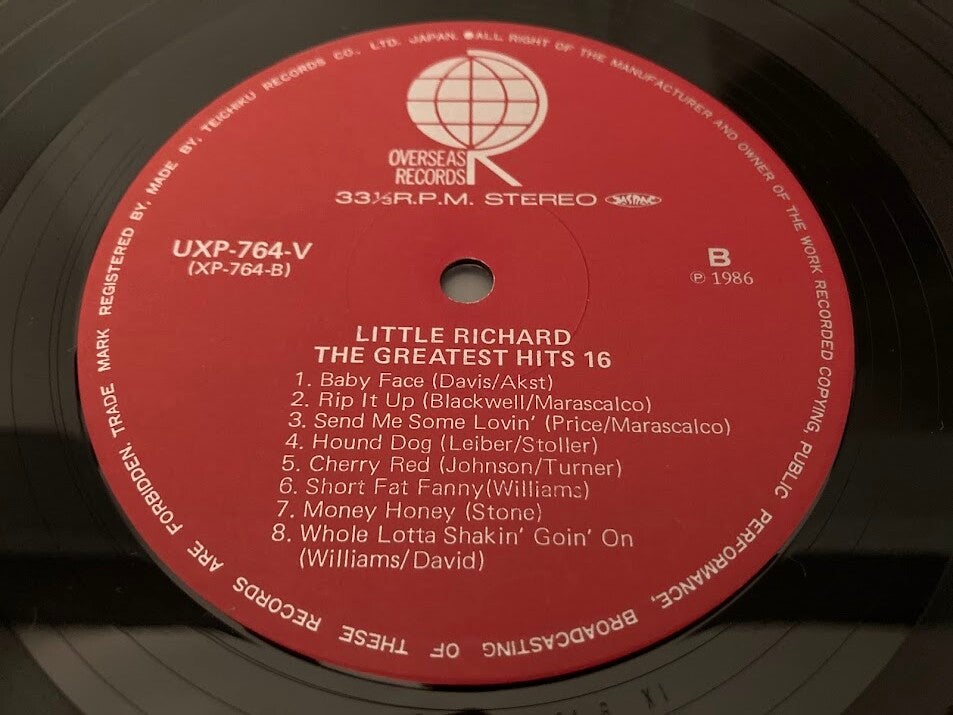 TRADE MARK REGISTERED BY, MADE BY, TEICHIKU RECORDS CO., LTD. JAPAN. ●ALL RIGHT OF THE MANUFACTURER AND OWNER OF THE WORK RECORDED COPYING, PUBLIC PERFORMANCE, BROADCASTING OF THESE RECORDS ARE FORBIDDEN,
OVERSEAS
RECORDS
33⅓R.P.M. STEREO JASRAC
UXP-764-V
(XP-764-B)
B
℗ 1986
LITTLE RICHARD
THE GREATEST HITS 16
1. Baby Face (Davis/Akst)
2. Rip It Up (Blackwell/Marascalco)
3. Send Me Some Lovin' (Price/Marascalco)
4. Hound Dog (Leiber/Stoller)
5. Cherry Red (Johnson/Turner)
6. Short Fat Fanny(Williams)
7. Money Honey (Stone)
8. Whole Lotta Shakin' Goin' On
(Williams/David)